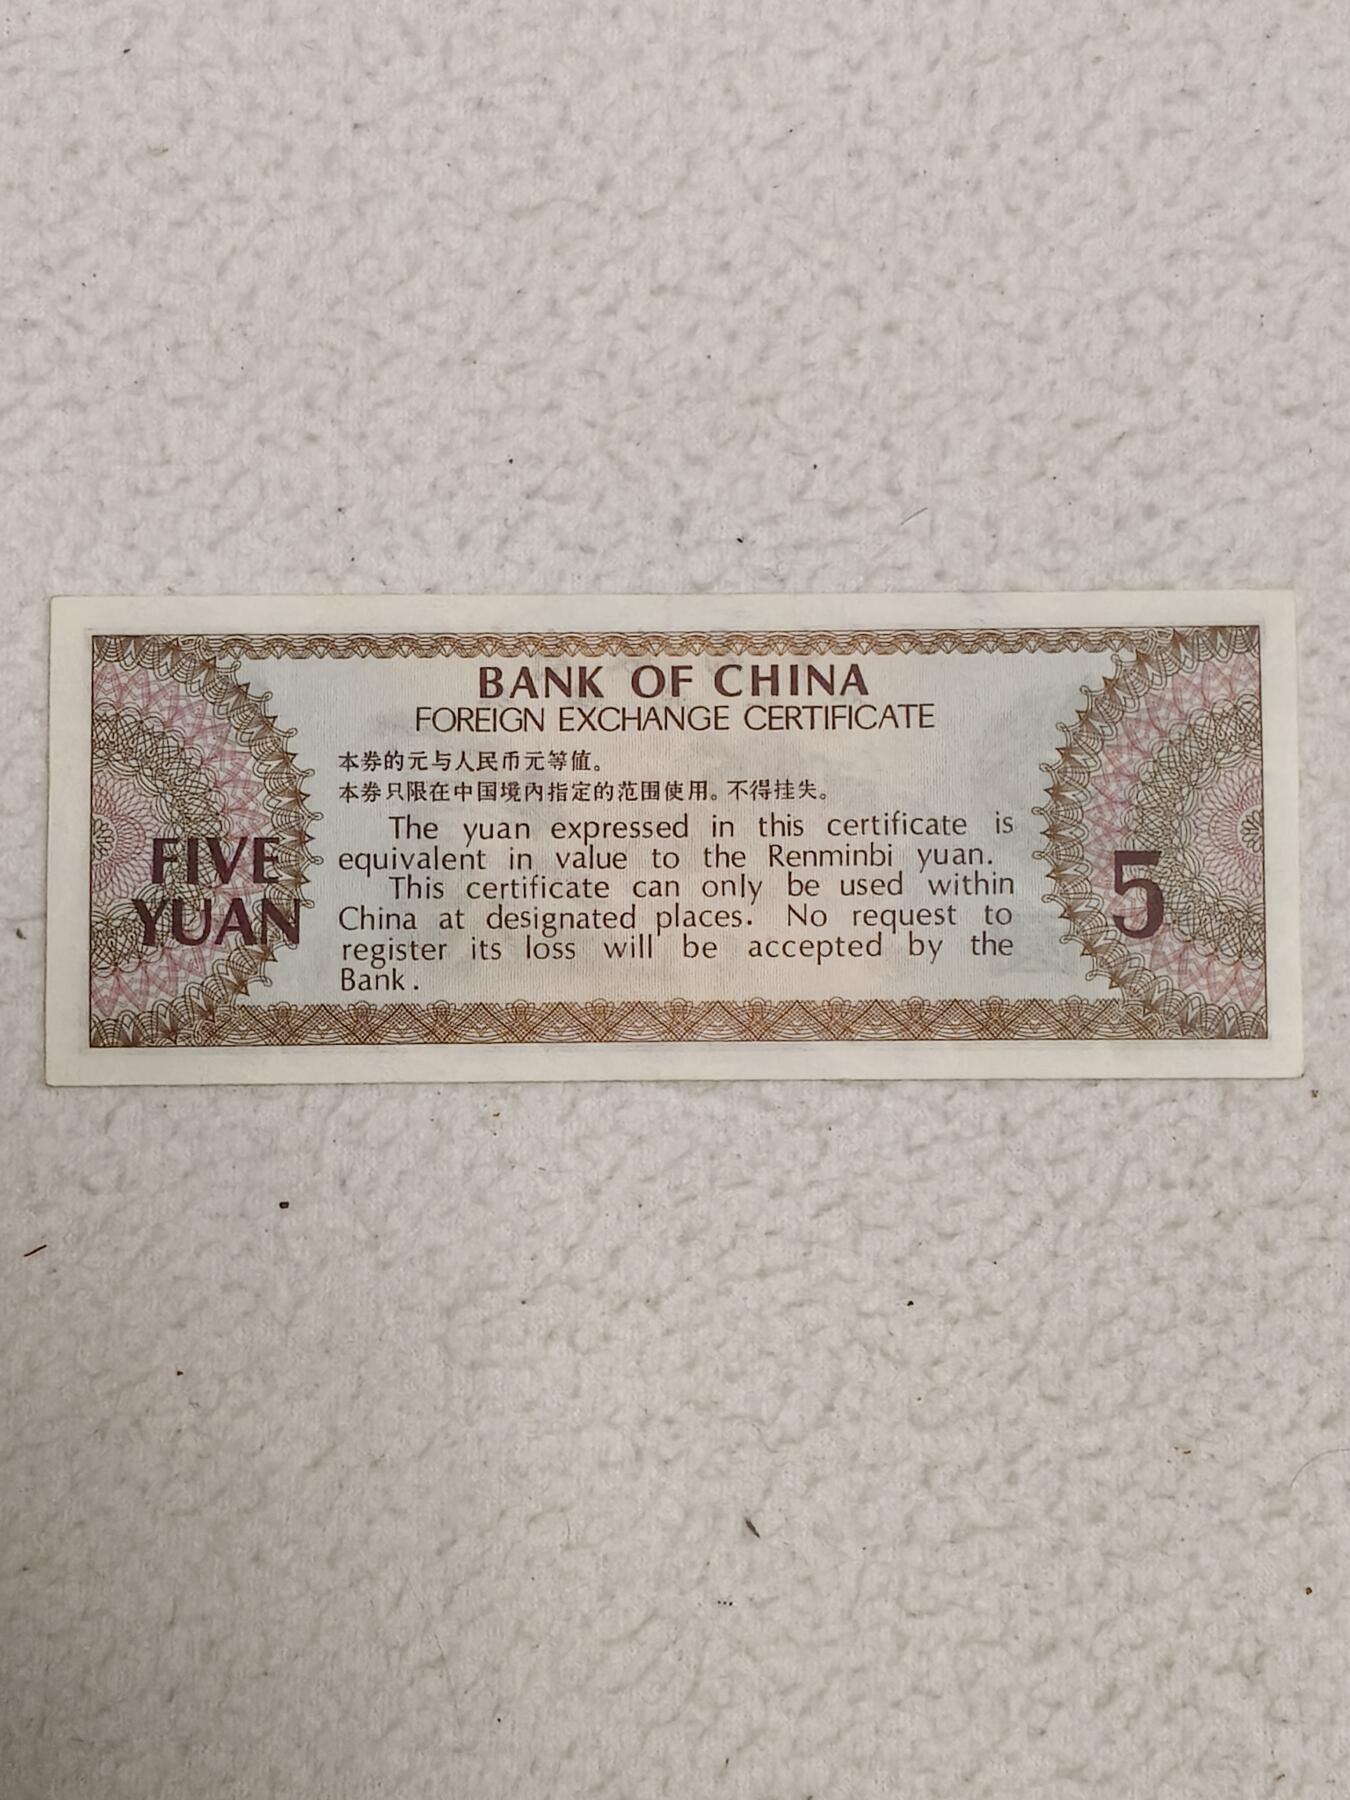 BANK OF CHINA
FOREIGN EXCHANGE CERTIFICATE
本券的元与人民币元等值。
本券只限在中国境内指定的范围使用。不得挂失。
The yuan expressed in this certificate is
equivalent in value to the Renminbi yuan.
This certificate can only be used within
China at designated places. No request to
register its loss will be accepted by the
Bank.
FIVE
YUAN
5